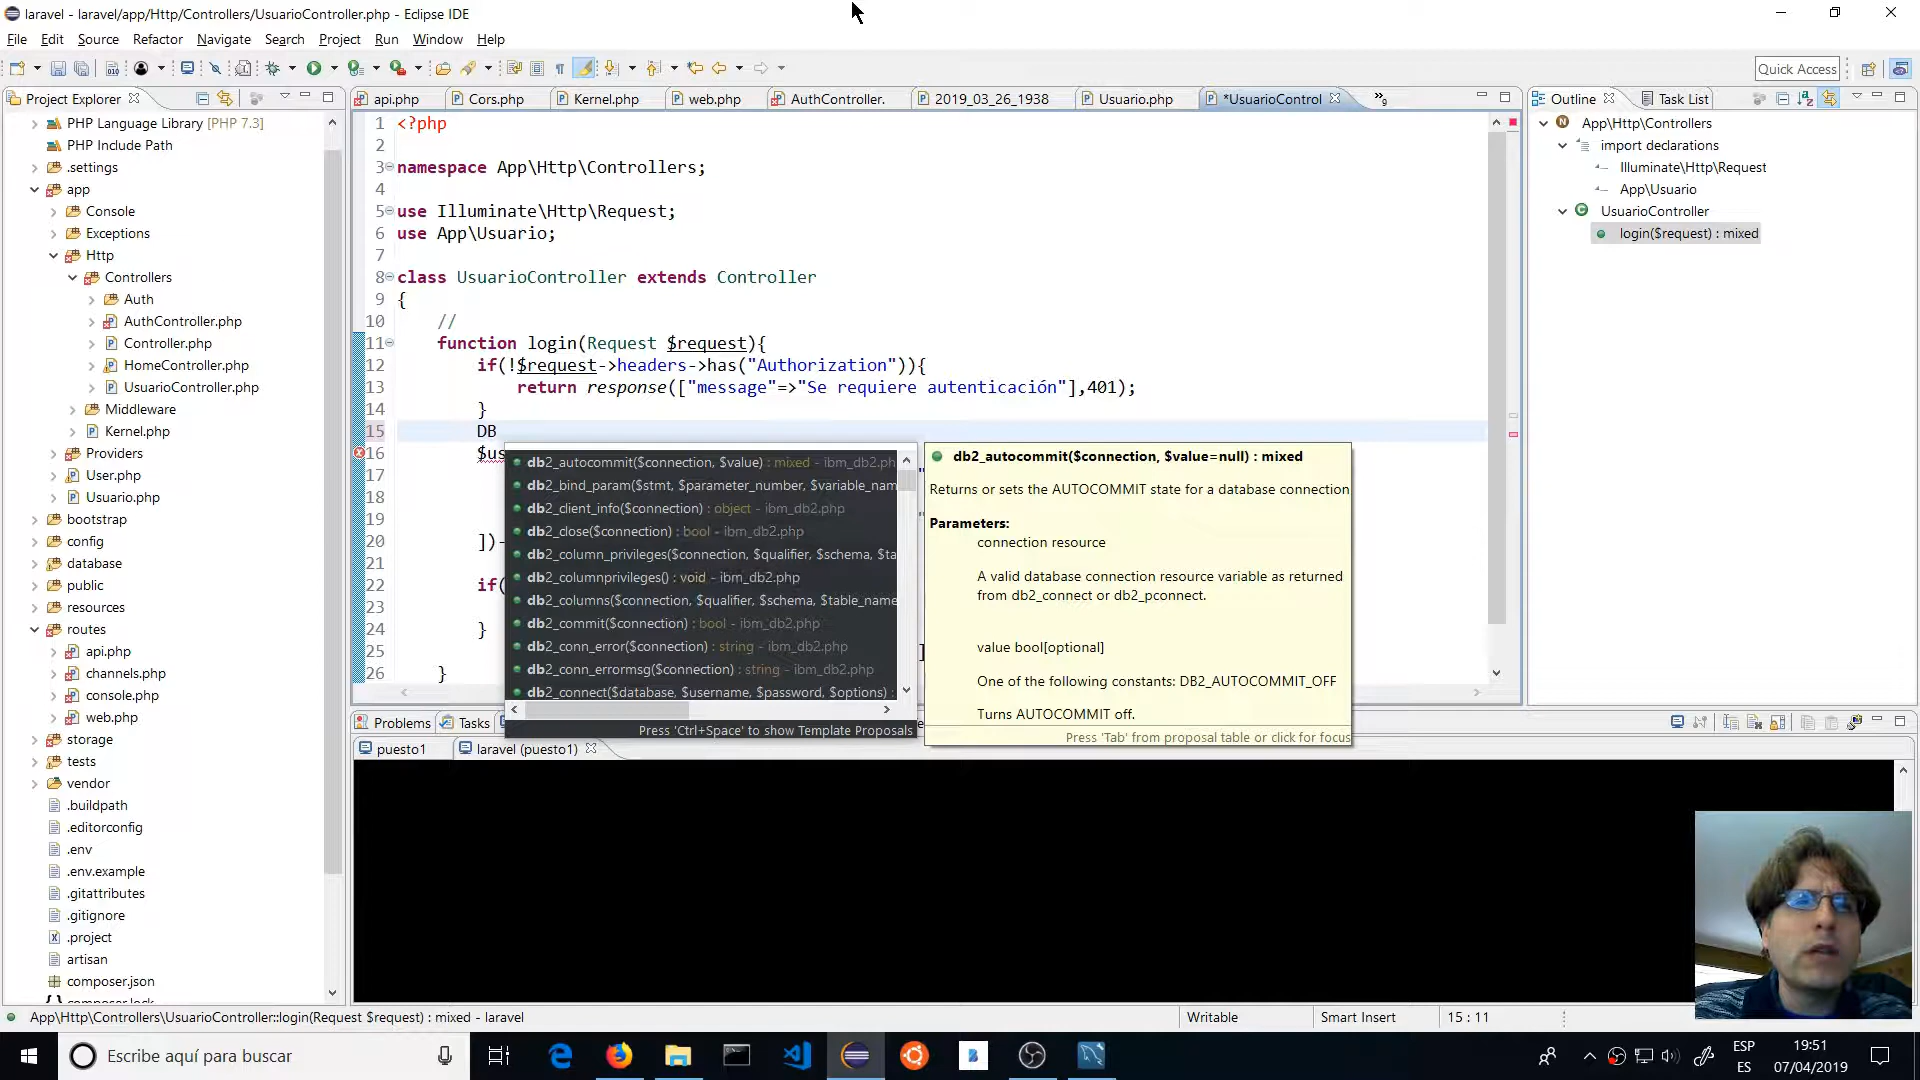 laravel - laravel/app/Http/Controllers/UsuarioController.php - Eclipse IDE
File Edit Source Refactor Navigate Search Project Run Window Help
Quick Access
Project Explorer
PHP Language Library [PHP 7.3]
PHP Include Path
.settings
app
Console
Exceptions
Http
Controllers
Auth
AuthController.php
Controller.php
HomeController.php
UsuarioController.php
Middleware
Kernel.php
Providers
User.php
Usuario.php
bootstrap
config
database
public
resources
routes
api.php
channels.php
console.php
web.php
storage
tests
vendor
.buildpath
.editorconfig
.env
.env.example
.gitattributes
.gitignore
.project
artisan
composer.json
composer.lock
api.php Cors.php Kernel.php web.php AuthController. 2019_03_26_1938 Usuario.php *UsuarioControl »9
1 <?php
2
3 namespace App\Http\Controllers;
4
5 use Illuminate\Http\Request;
6 use App\Usuario;
7
8 class UsuarioController extends Controller
9 {
10 //
11 function login(Request $request){
12 if(!$request->headers->has("Authorization")){
13 return response(["message"=>"Se requiere autenticación"],401);
14 }
15 DB
16 $us
17 "
18
19 "
20 ])-
21
22 if(
23
24 }
25 ]
26 }
db2_autocommit($connection, $value) : mixed - ibm_db2.ph
db2_bind_param($stmt, $parameter_number, $variable_nam
db2_client_info($connection) : object - ibm_db2.php
db2_close($connection) : bool - ibm_db2.php
db2_column_privileges($connection, $qualifier, $schema, $ta
db2_columnprivileges() : void - ibm_db2.php
db2_columns($connection, $qualifier, $schema, $table_name
db2_commit($connection) : bool - ibm_db2.php
db2_conn_error($connection) : string - ibm_db2.php
db2_conn_errormsg($connection) : string - ibm_db2.php
db2_connect($database, $username, $password, $options) :
Press 'Ctrl+Space' to show Template Proposals
db2_autocommit($connection, $value=null) : mixed
Returns or sets the AUTOCOMMIT state for a database connection
Parameters:
connection resource
A valid database connection resource variable as returned
from db2_connect or db2_pconnect.
value bool[optional]
One of the following constants: DB2_AUTOCOMMIT_OFF
Turns AUTOCOMMIT off.
Press 'Tab' from proposal table or click for focus
Outline Task List
App\Http\Controllers
import declarations
Illuminate\Http\Request
App\Usuario
UsuarioController
login($request) : mixed
Problems Tasks
puesto1 laravel (puesto1)
App\Http\Controllers\UsuarioController::login(Request $request) : mixed - laravel
Writable Smart Insert 15 : 11
Escribe aquí para buscar
ESP
ES
19:51
07/04/2019